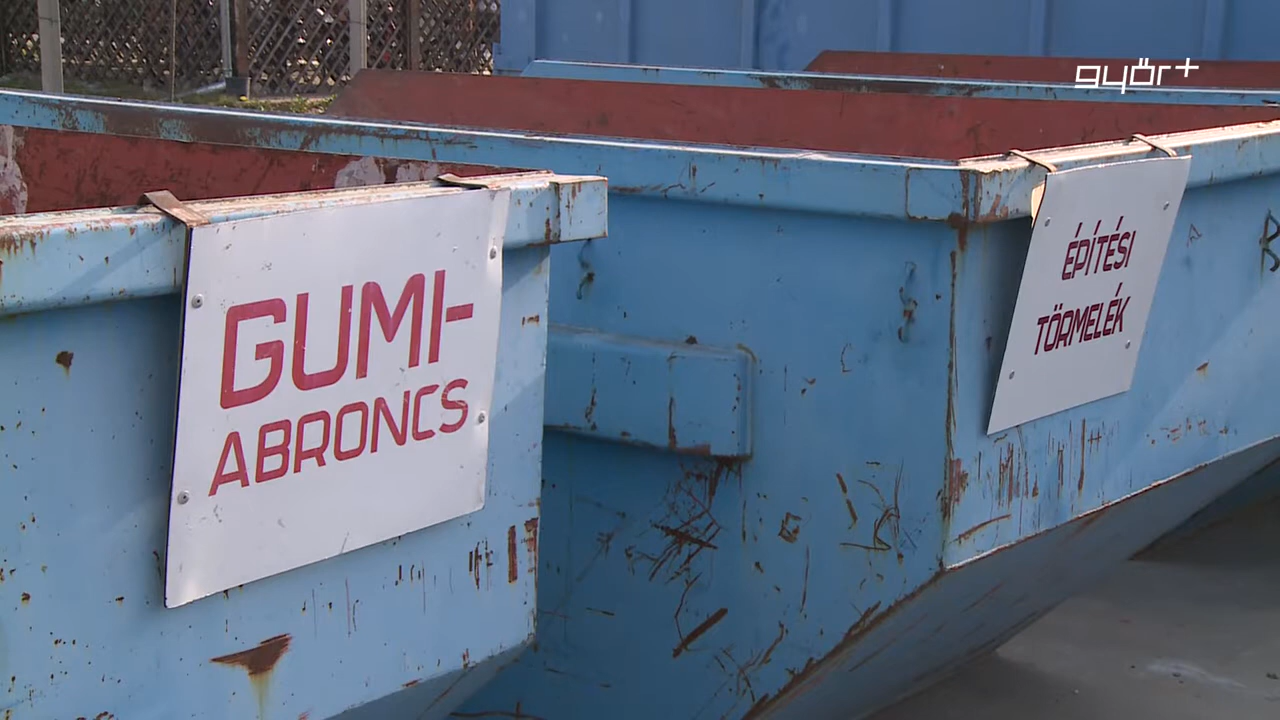 győr+
GUMI-
ABRONCS
ÉPÍTÉSI
TÖRMELÉK